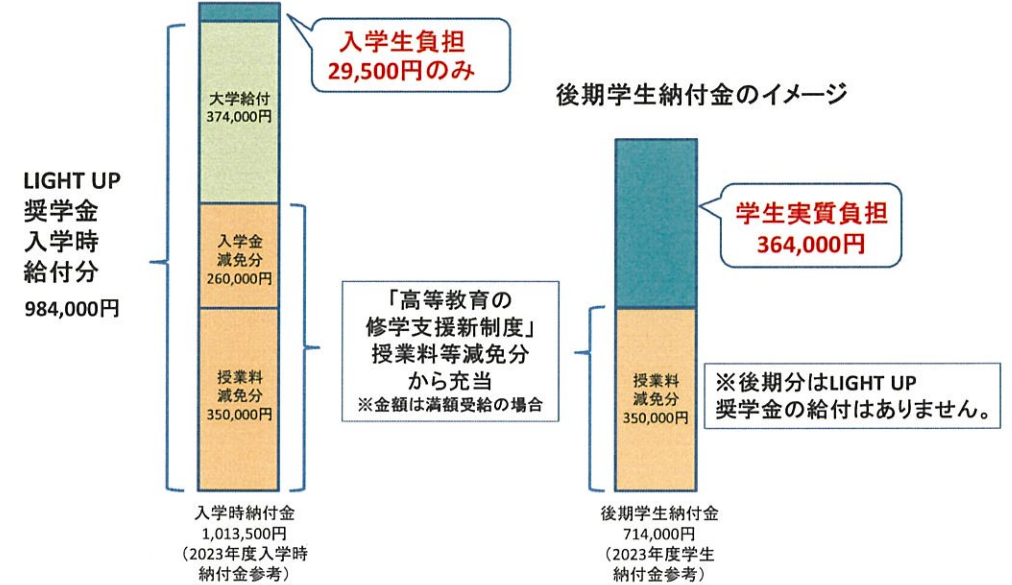 入学生負担
29,500円のみ
大学給付
374,000円
LIGHT UP
奨学金
入学時
給付分
984,000円
入学金
減免分
260,000円
授業料
減免分
350,000円
「高等教育の
修学支援新制度」
授業料等減免分
から充当
※金額は満額受給の場合
入学時納付金
1,013,500円
（2023年度入学時
納付金参考）
後期学生納付金のイメージ
学生実質負担
364,000円
授業料
減免分
350,000円
※後期分はLIGHT UP
奨学金の給付はありません。
後期学生納付金
714,000円
（2023年度学生
納付金参考）